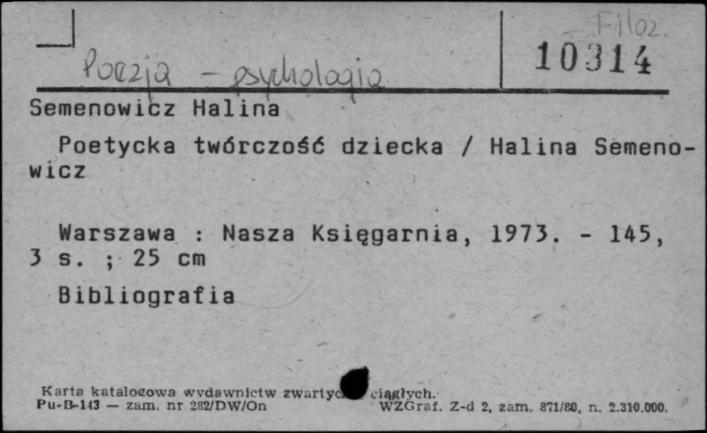 Filoz.
10314
Poezja - psychologia
Semenowicz Halina
Poetycka twórczość dziecka / Halina Semeno-
wicz
Warszawa : Nasza Księgarnia, 1973. - 145,
3 s. ; 25 cm
Bibliografia
Karta katalogowa wydawnictw zwartyc ciągłych.
Pu-B-143 — zam. nr 282/DW/On WZGraf. Z-d 2, zam. 871/80, n. 2.310.000.